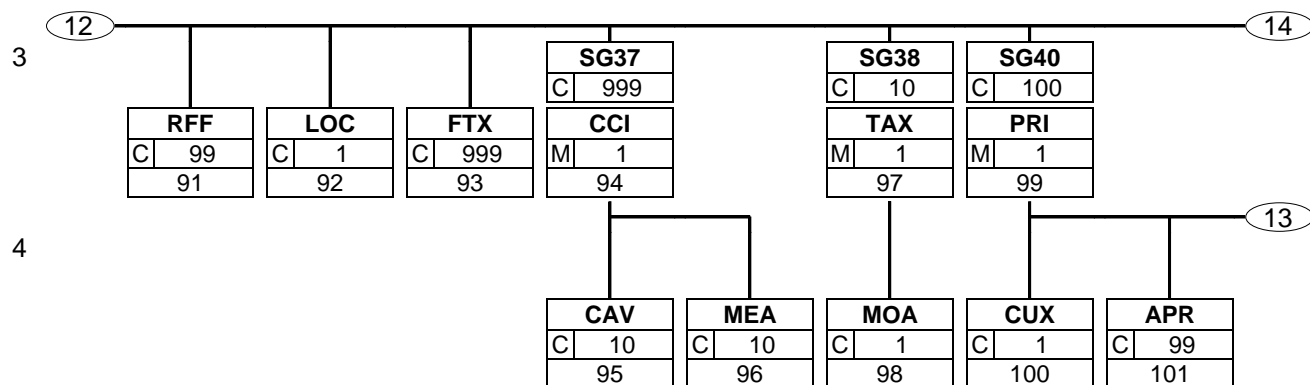 12 14
3 SG37 SG38 SG40
C 999 C 10 C 100
RFF LOC FTX CCI TAX PRI
C 99 C 1 C 999 M 1 M 1 M 1
91 92 93 94 97 99
13
4
CAV MEA MOA CUX APR
C 10 C 10 C 1 C 1 C 99
95 96 98 100 101